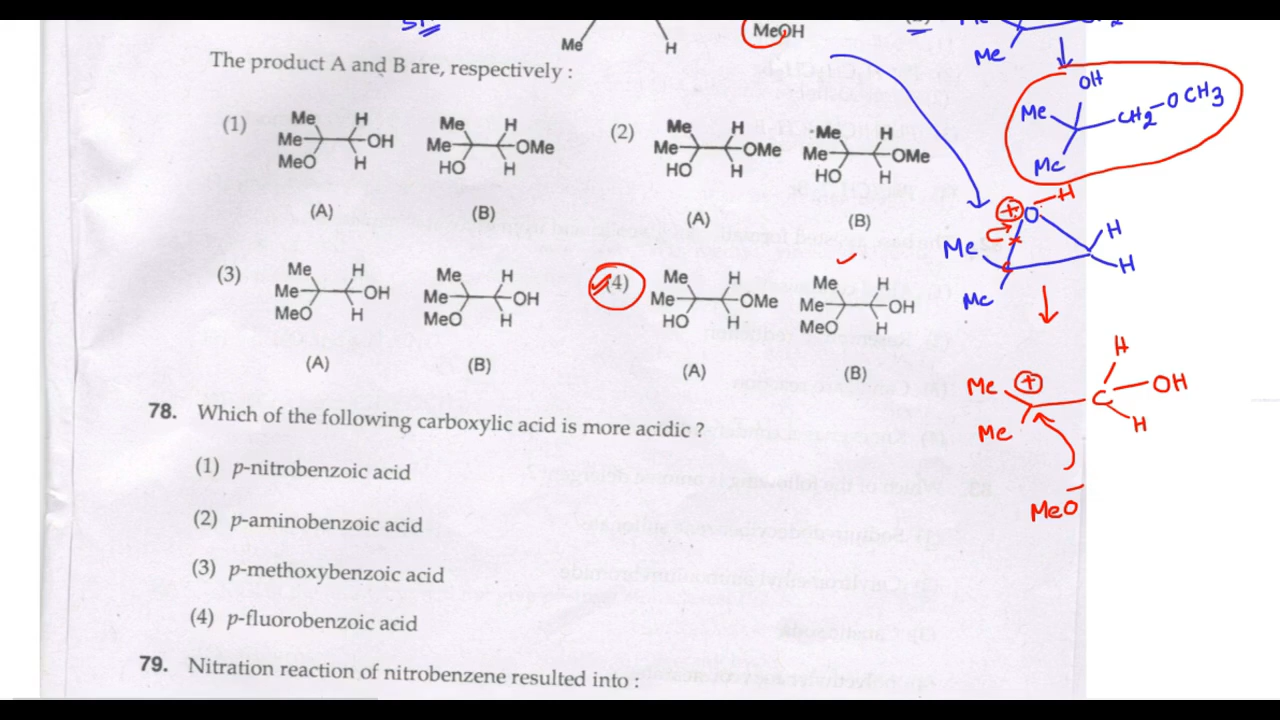 Me
H
MeOH
Me
The product A and B are, respectively :
OH
Me
CH2-OCH3
Me
(1)
Me H
Me OH
MeO H
(A)
Me H
Me OMe
HO H
(B)
(2)
Me H
Me OMe
HO H
(A)
Me H
Me OMe
HO H
(B)
(3)
Me H
Me OH
MeO H
(A)
Me H
Me OH
MeO H
(B)
(4)
Me H
Me OMe
HO H
(A)
Me H
Me OH
MeO H
(B)
+ O-H
Me H
Me H
H
Me + C-OH
Me H
MeO
78. Which of the following carboxylic acid is more acidic ?
(1) p-nitrobenzoic acid
(2) p-aminobenzoic acid
(3) p-methoxybenzoic acid
(4) p-fluorobenzoic acid
79. Nitration reaction of nitrobenzene resulted into :